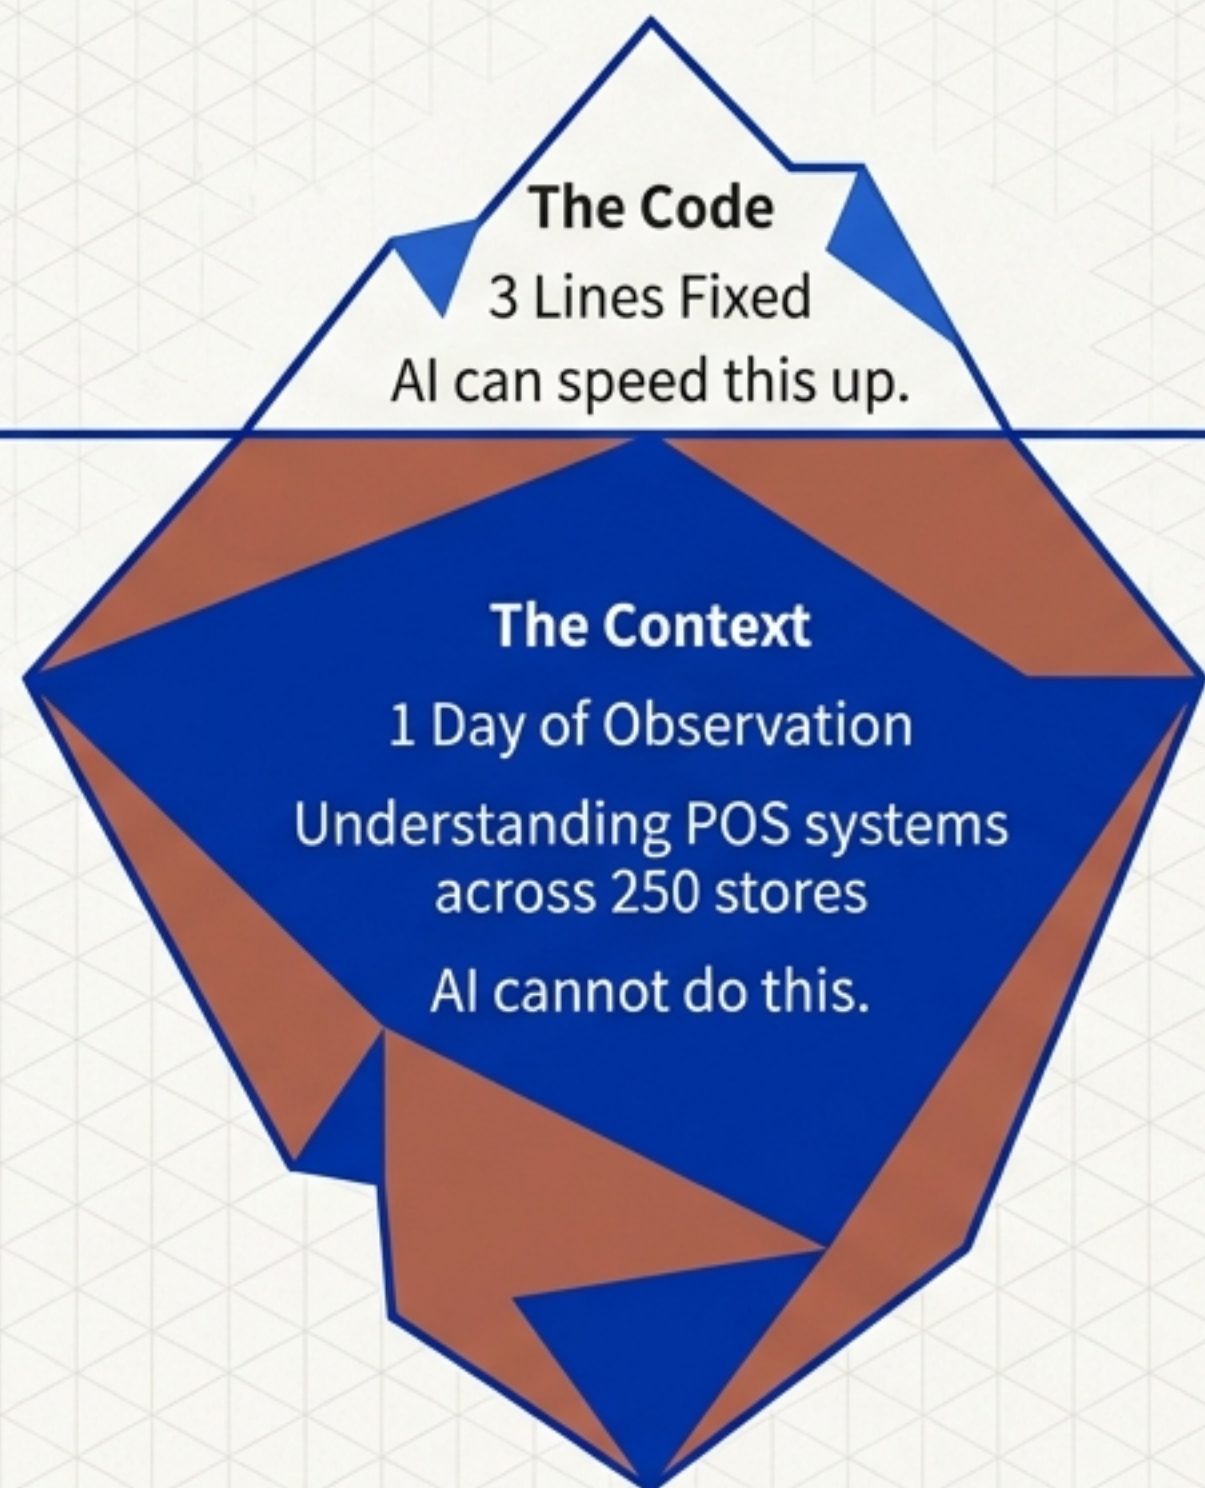 The Code
3 Lines Fixed
AI can speed this up.
The Context
1 Day of Observation
Understanding POS systems
across 250 stores
AI cannot do this.